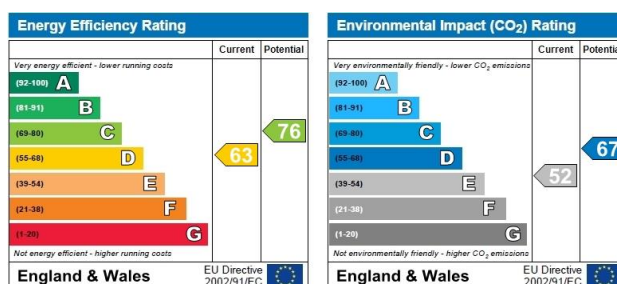 Energy Efficiency Rating
Current Potential
Very energy efficient - lower running costs
(92-100) A
(81-91) B
(69-80) C 76
(55-68) D 63
(39-54) E
(21-38) F
(1-20) G
Not energy efficient - higher running costs
England & Wales
EU Directive
2002/91/EC
Environmental Impact (CO2) Rating
Current Potentia
Very environmentally friendly - lower CO2 emissions
(92-100) A
(81-91) B
(69-80) C
(55-68) D 67
(39-54) E 52
(21-38) F
(1-20) G
Not environmentally friendly - higher CO2 emissions
England & Wales
EU Directive
2002/91/EC